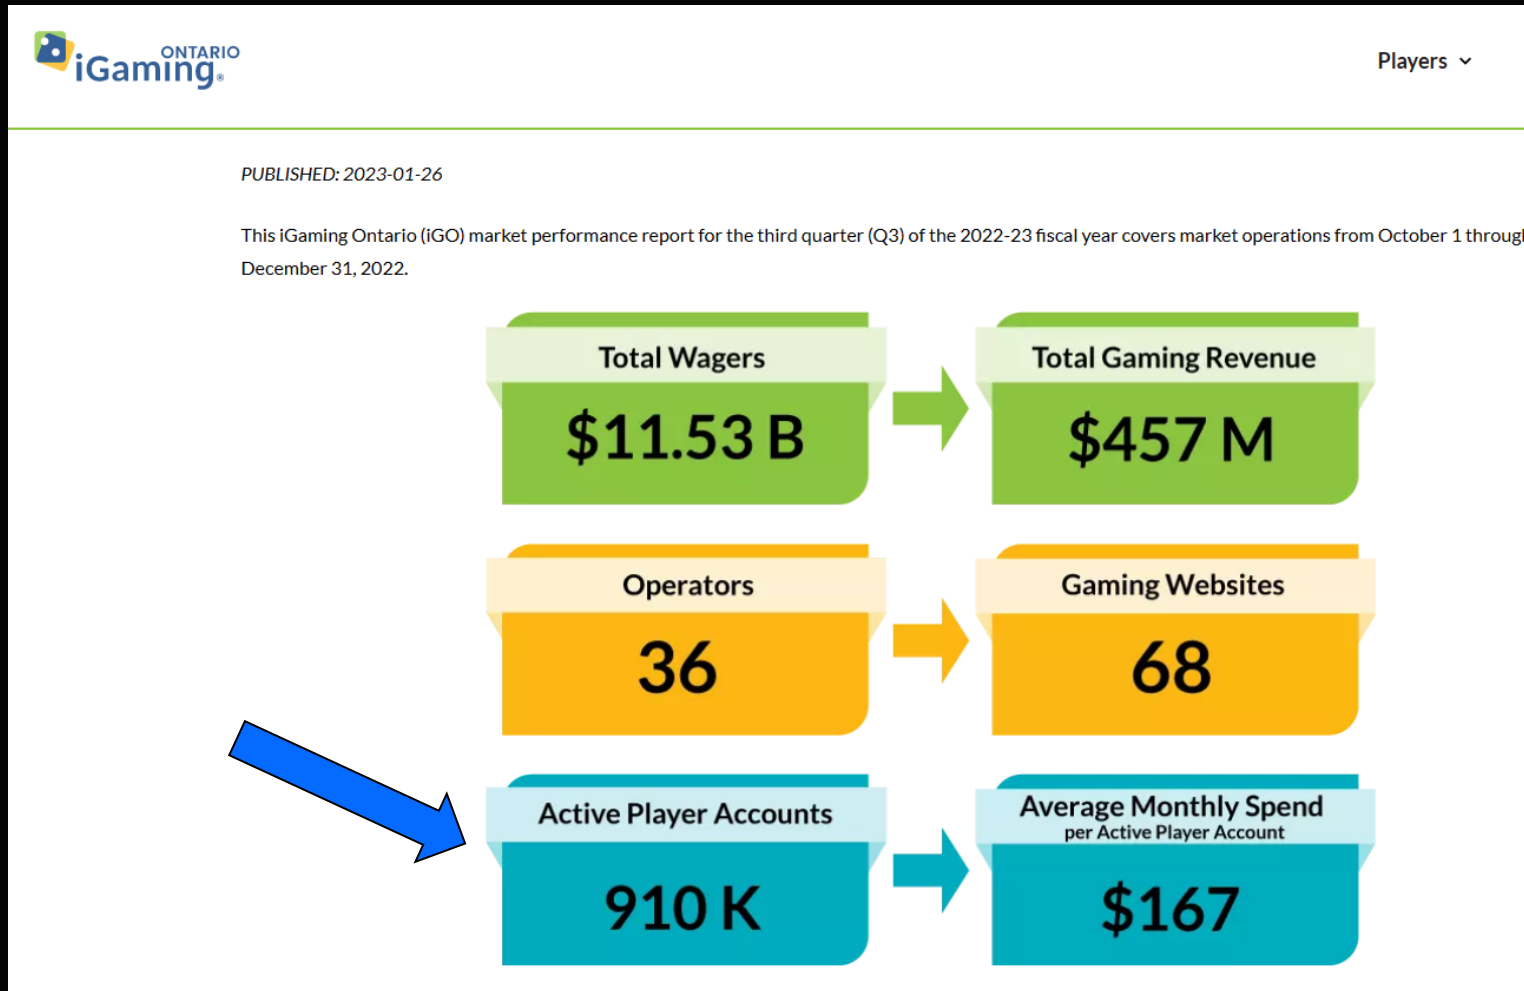 ONTARIO
iGaming®
Players
PUBLISHED: 2023-01-26
This iGaming Ontario (iGO) market performance report for the third quarter (Q3) of the 2022-23 fiscal year covers market operations from October 1 through
December 31, 2022.
Total Wagers
$11.53 B
Total Gaming Revenue
$457 M
Operators
36
Gaming Websites
68
Active Player Accounts
910 K
Average Monthly Spend
per Active Player Account
$167